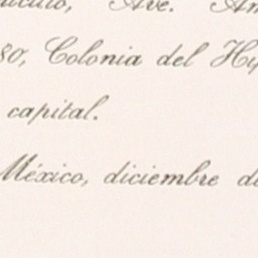 Ave.
80, Colonia del
capital.
México, diciembre